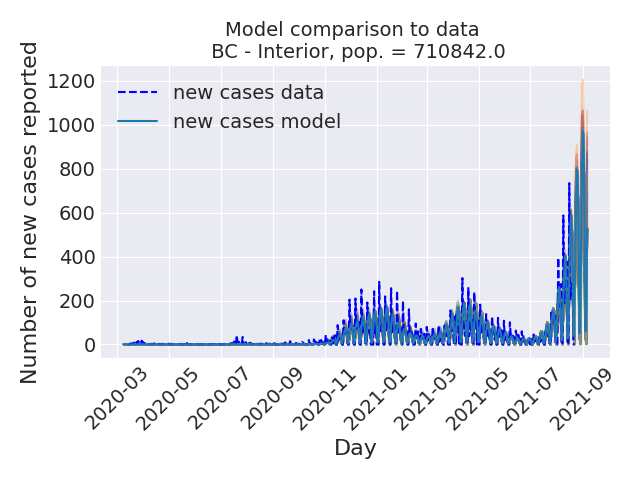 Model comparison to data
BC - Interior, pop. = 710842.0
Number of new cases reported
1200
1000
800
600
400
200
0
new cases data
new cases model
2020-03
2020-05
2020-07
2020-09
2020-11
2021-01
2021-03
2021-05
2021-07
2021-09
Day